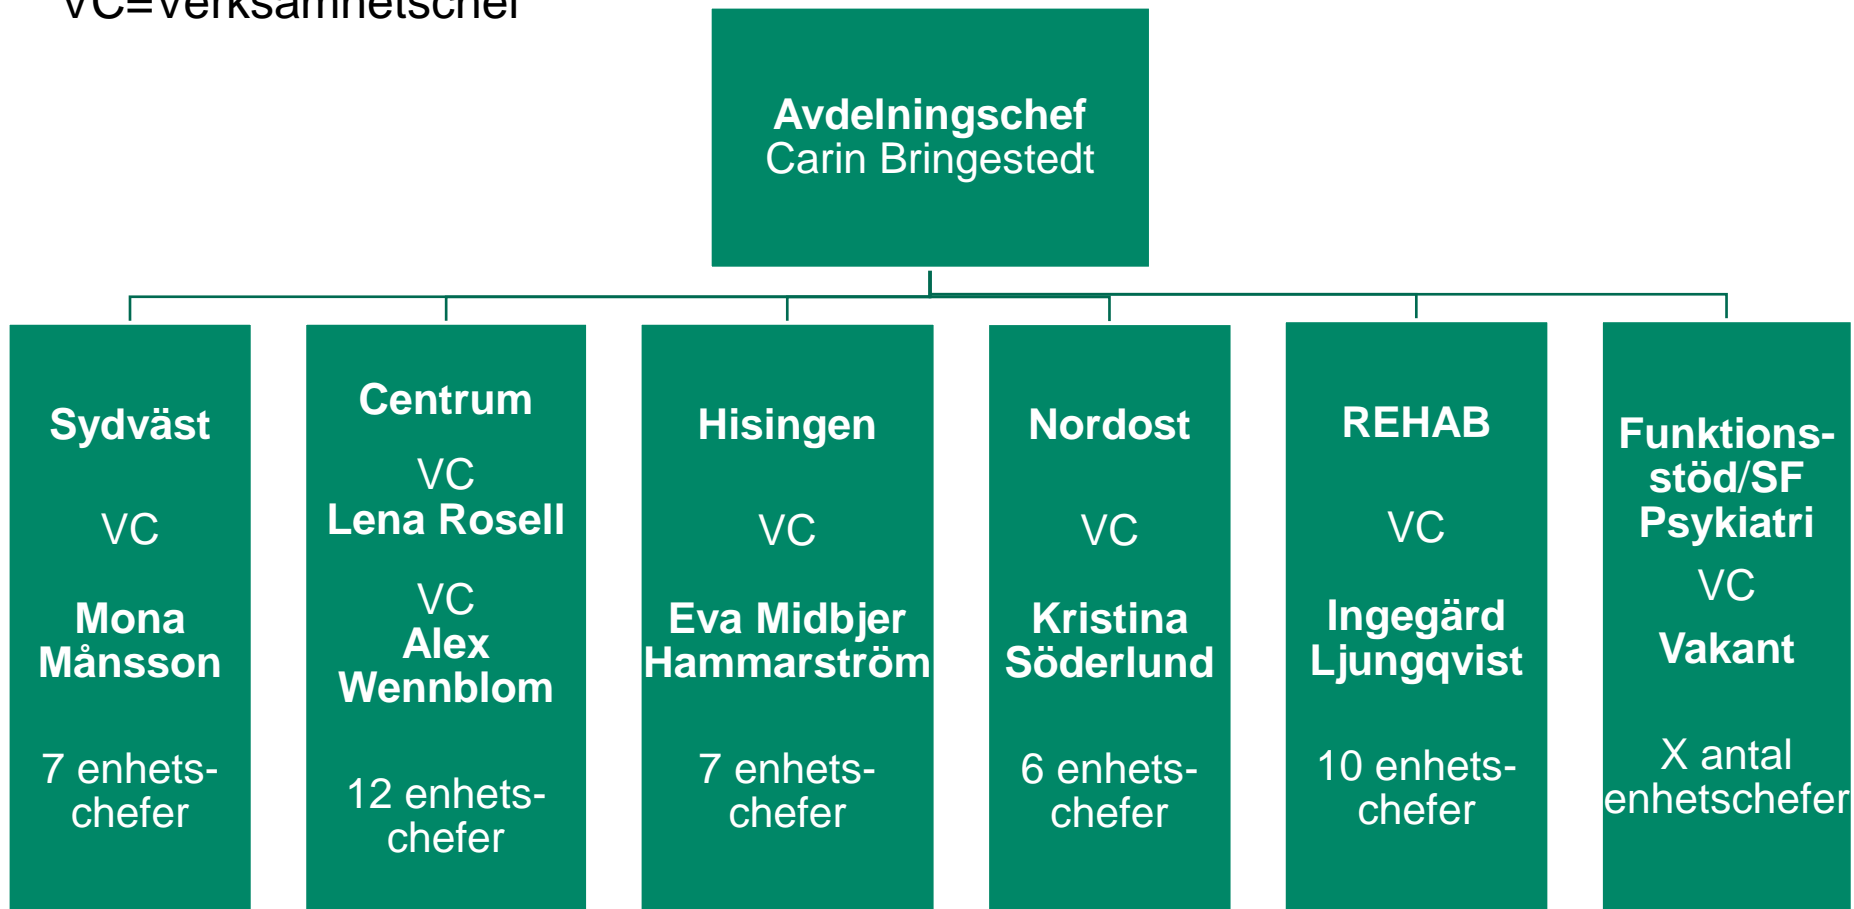 VC=Verksamhetschef
Avdelningschef
Carin Bringestedt
Sydväst
VC
Mona
Månsson
7 enhets-
chefer
Centrum
VC
Lena Rosell
VC
Alex
Wennblom
12 enhets-
chefer
Hisingen
VC
Eva Midbjer
Hammarström
7 enhets-
chefer
Nordost
VC
Kristina
Söderlund
6 enhets-
chefer
REHAB
VC
Ingegärd
Ljungqvist
10 enhets-
chefer
Funktions-
stöd/SF
Psykiatri
VC
Vakant
X antal
enhetschefer